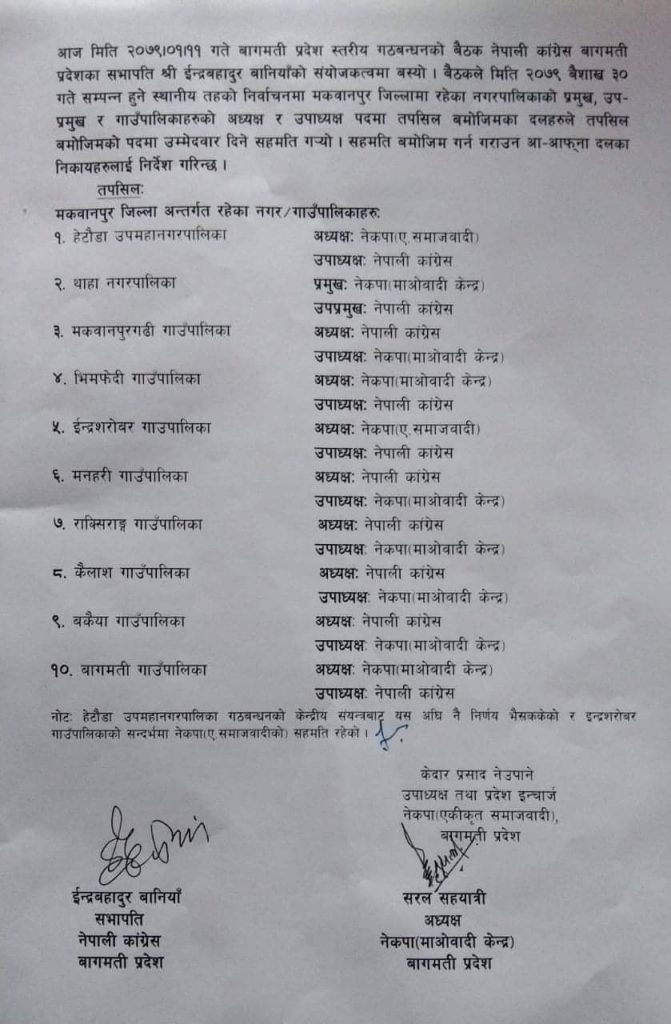 आज मिति २०७९।०१।११ गते बागमती प्रदेश स्तरीय गठबन्धनको बैठक नेपाली कांग्रेस बागमती
प्रदेशका सभापति श्री ईन्द्रबहादुर बानियाँको संयोजकत्वमा बस्यो । बैठकले मिति २०७९ बैशाख ३०
गते सम्पन्न हुने स्थानीय तहको निर्वाचनमा मकवानपुर जिल्लामा रहेका नगरपालिकाको प्रमुख, उप-
प्रमुख र गाउँपालिकाहरुको अध्यक्ष र उपाध्यक्ष पदमा तपसिल बमोजिमका दलहरुले तपसिल
बमोजिमको पदमा उम्मेदवार दिने सहमति गर्‍यो । सहमति बमोजिम गर्न गराउन आ-आफ्ना दलका
निकायहरुलाई निर्देश गरिन्छ ।
तपसिलः
मकवानपुर जिल्ला अन्तर्गत रहेका नगर/गाउँपालिकाहरुः
१. हेटौडा उपमहानगरपालिका अध्यक्षः नेकपा(ए.समाजवादी)
उपाध्यक्षः नेपाली कांग्रेस
२. थाहा नगरपालिका प्रमुखः नेकपा(माओवादी केन्द्र)
उपप्रमुखः नेपाली कांग्रेस
३. मकवानपुरगढी गाउँपालिका अध्यक्षः नेपाली कांग्रेस
उपाध्यक्षः नेकपा(माओवादी केन्द्र)
४. भिमफेदी गाउँपालिका अध्यक्षः नेकपा(माओवादी केन्द्र)
उपाध्यक्षः नेपाली कांग्रेस
५. ईन्द्रशरोबर गाउपालिका अध्यक्षः नेकपा(ए.समाजवादी)
उपाध्यक्षः नेपाली कांग्रेस
६. मनहरी गाउँपालिका अध्यक्षः नेपाली कांग्रेस
उपाध्यक्षः नेकपा(माओवादी केन्द्र)
७. राक्सिराङ्ग गाउँपालिका अध्यक्षः नेपाली कांग्रेस
उपाध्यक्षः नेकपा(माओवादी केन्द्र)
८. कैलाश गाउँपालिका अध्यक्षः नेपाली कांग्रेस
उपाध्यक्षः नेकपा(माओवादी केन्द्र)
९. बकैया गाउँपालिका अध्यक्षः नेपाली कांग्रेस
उपाध्यक्षः नेकपा(माओवादी केन्द्र)
१०. बागमती गाउँपालिका अध्यक्षः नेकपा(माओवादी केन्द्र)
उपाध्यक्षः नेपाली कांग्रेस
नोटः हेटौडा उपमहानगरपालिका गठबन्धनको केन्द्रीय संयन्त्रबाट यस अघि नै निर्णय भैसककेको र इन्द्रशरोबर
गाउँपालिकाको सन्दर्भमा नेकपा(ए.समाजवादीको) सहमति रहेको ।
केदार प्रसाद नेउपाने
उपाध्यक्ष तथा प्रदेश इन्चार्ज
नेकपा(एकीकृत समाजवादी),
बागमती प्रदेश
ईन्द्रबहादुर बानियाँ
सभापति
नेपाली कांग्रेस
बागमती प्रदेश
सरल सहयात्री
अध्यक्ष
नेकपा(माओवादी केन्द्र)
बागमती प्रदेश